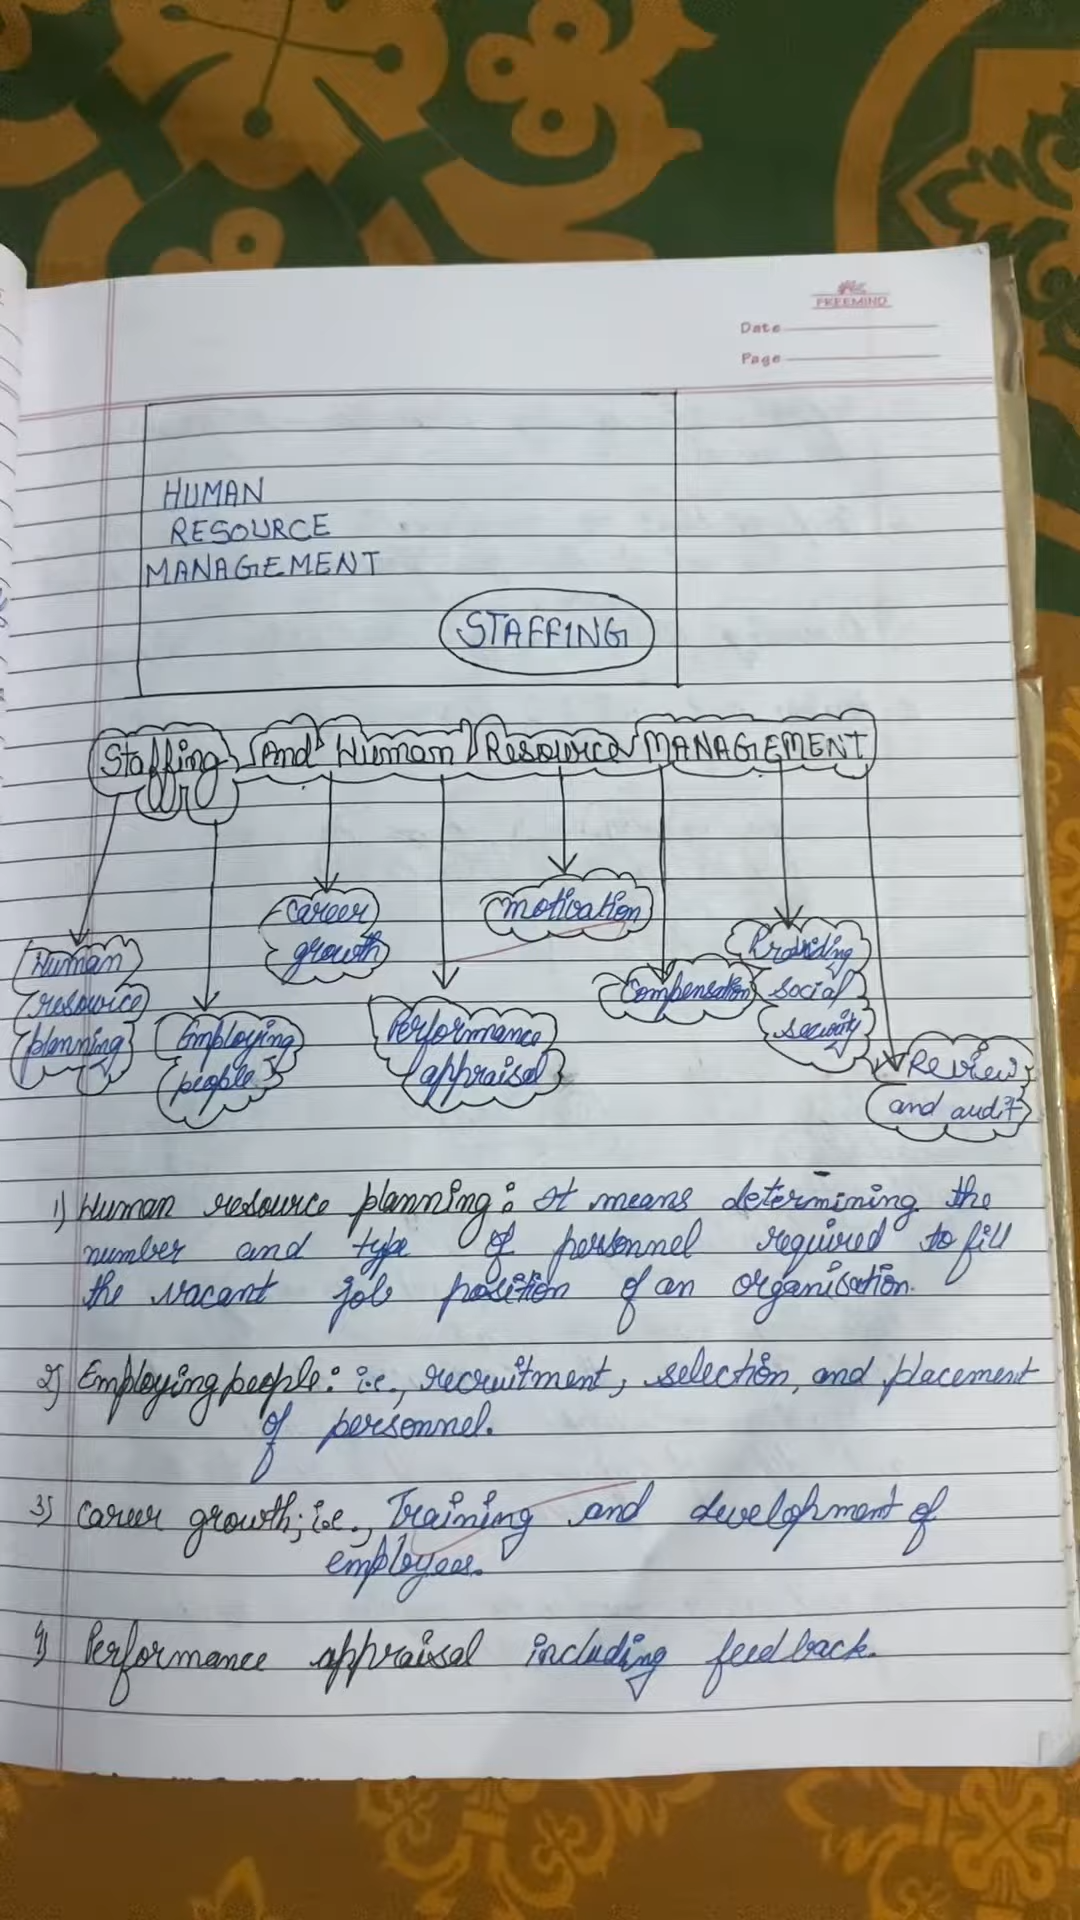 FREEMIND
Date
Page
HUMAN
RESOURCE
MANAGEMENT
STAFFING
Staffing And Human Resource MANAGEMENT
Career
growth
motivation
Human
resource
planning
Employing
people
Performance
appraisal
Compensation
Providing
social
security
Review
and audit
1) Human resource planning: It means determining the
number and type of personnel required to fill
the vacant job position of an organisation.
2) Employing people: i.e., recruitment, selection, and placement
of personnel.
3) Career growth; i.e., Training and development of
employees.
4) Performance appraisal including feedback.